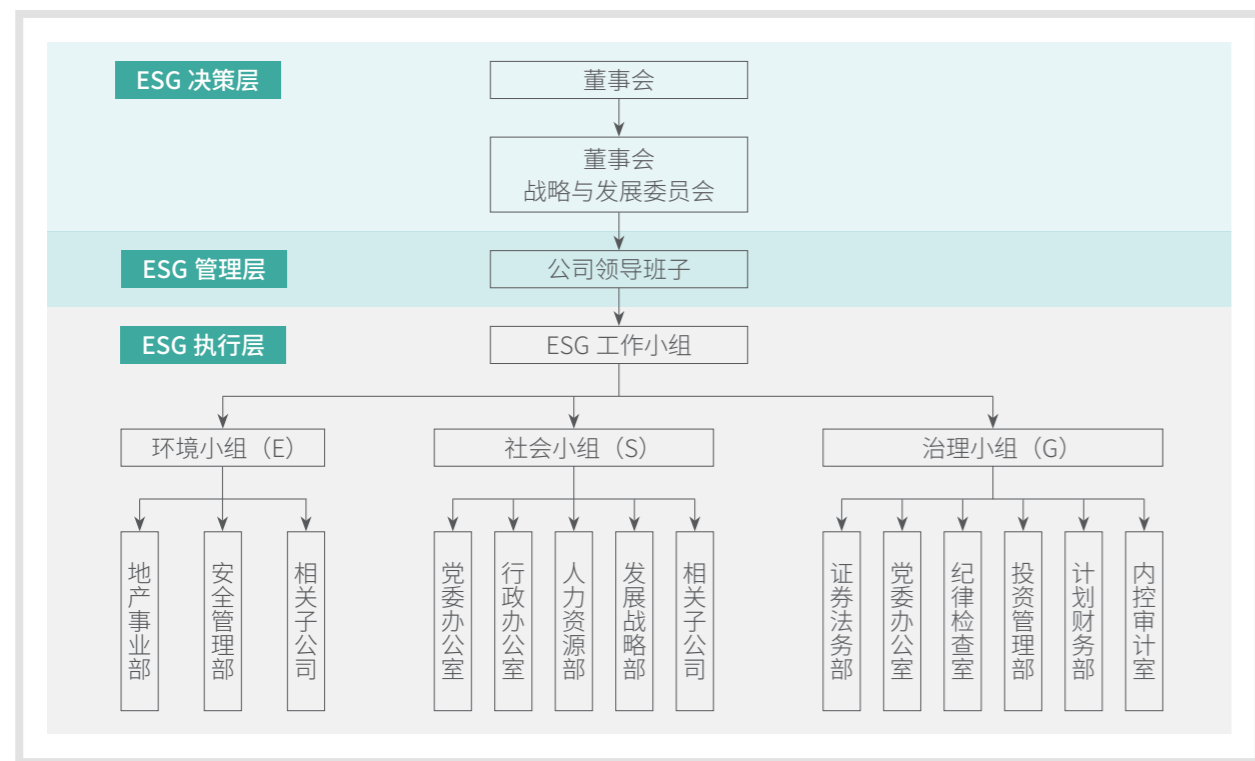 ESG 决策层
董事会
董事会
战略与发展委员会
ESG 管理层
公司领导班子
ESG 执行层
ESG 工作小组
环境小组（E）
社会小组（S）
治理小组（G）
地产事业部
安全管理部
相关子公司
党委办公室
行政办公室
人力资源部
发展战略部
相关子公司
证券法务部
党委办公室
纪律检查室
投资管理部
计划财务部
内控审计室